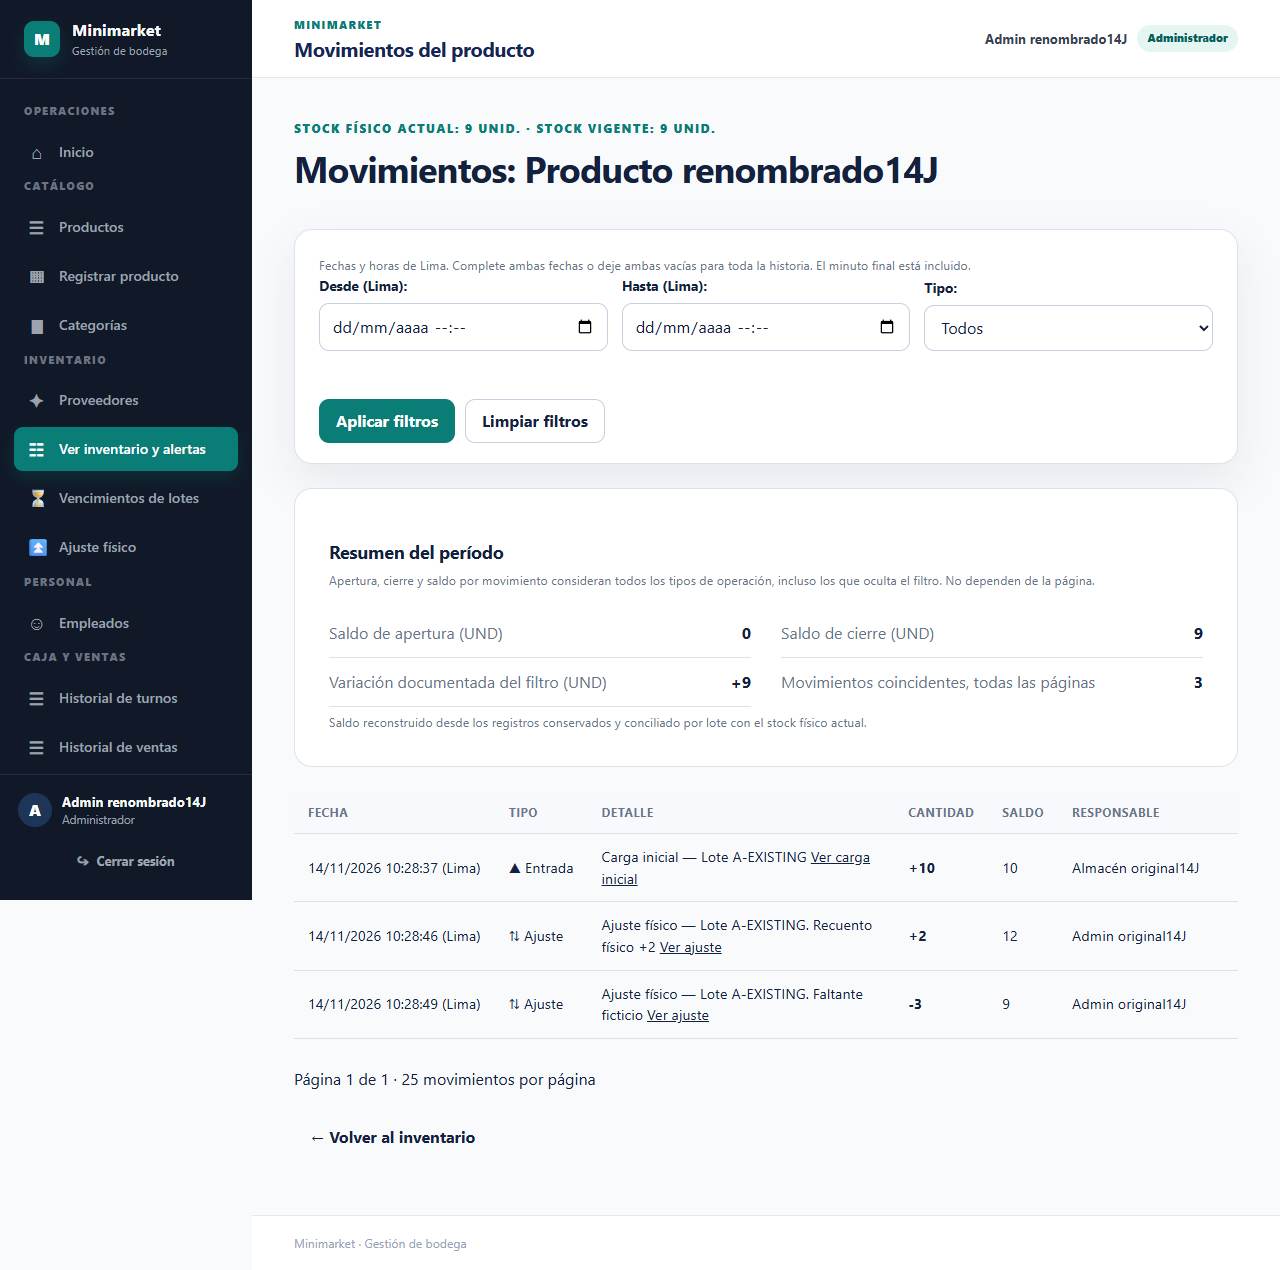 M
Minimarket
Gestión de bodega
OPERACIONES
Inicio
CATÁLOGO
Productos
Registrar producto
Categorías
INVENTARIO
Proveedores
Ver inventario y alertas
Vencimientos de lotes
Ajuste físico
PERSONAL
Empleados
CAJA Y VENTAS
Historial de turnos
Historial de ventas
A
Admin renombrado14J
Administrador
Cerrar sesión
MINIMARKET
Movimientos del producto
Admin renombrado14J Administrador
STOCK FÍSICO ACTUAL: 9 UNID. · STOCK VIGENTE: 9 UNID.
Movimientos: Producto renombrado14J
Fechas y horas de Lima. Complete ambas fechas o deje ambas vacías para toda la historia. El minuto final está incluido.
Desde (Lima): Hasta (Lima): Tipo:
dd/mm/aaaa --:-- dd/mm/aaaa --:-- Todos
Aplicar filtros Limpiar filtros
Resumen del período
Apertura, cierre y saldo por movimiento consideran todos los tipos de operación, incluso los que oculta el filtro. No dependen de la página.
Saldo de apertura (UND) 0 Saldo de cierre (UND) 9
Variación documentada del filtro (UND) +9 Movimientos coincidentes, todas las páginas 3
Saldo reconstruido desde los registros conservados y conciliado por lote con el stock físico actual.
FECHA TIPO DETALLE CANTIDAD SALDO RESPONSABLE
14/11/2026 10:28:37 (Lima) ▲ Entrada Carga inicial — Lote A-EXISTING Ver carga inicial +10 10 Almacén original14J
14/11/2026 10:28:46 (Lima) ⇅ Ajuste Ajuste físico — Lote A-EXISTING. Recuento físico +2 Ver ajuste +2 12 Admin original14J
14/11/2026 10:28:49 (Lima) ⇅ Ajuste Ajuste físico — Lote A-EXISTING. Faltante ficticio Ver ajuste -3 9 Admin original14J
Página 1 de 1 · 25 movimientos por página
← Volver al inventario
Minimarket · Gestión de bodega